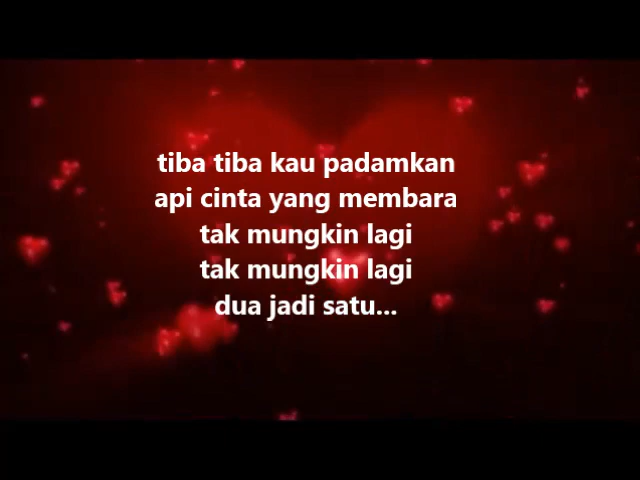 tiba tiba kau padamkan
api cinta yang membara
tak mungkin lagi
tak mungkin lagi
dua jadi satu...